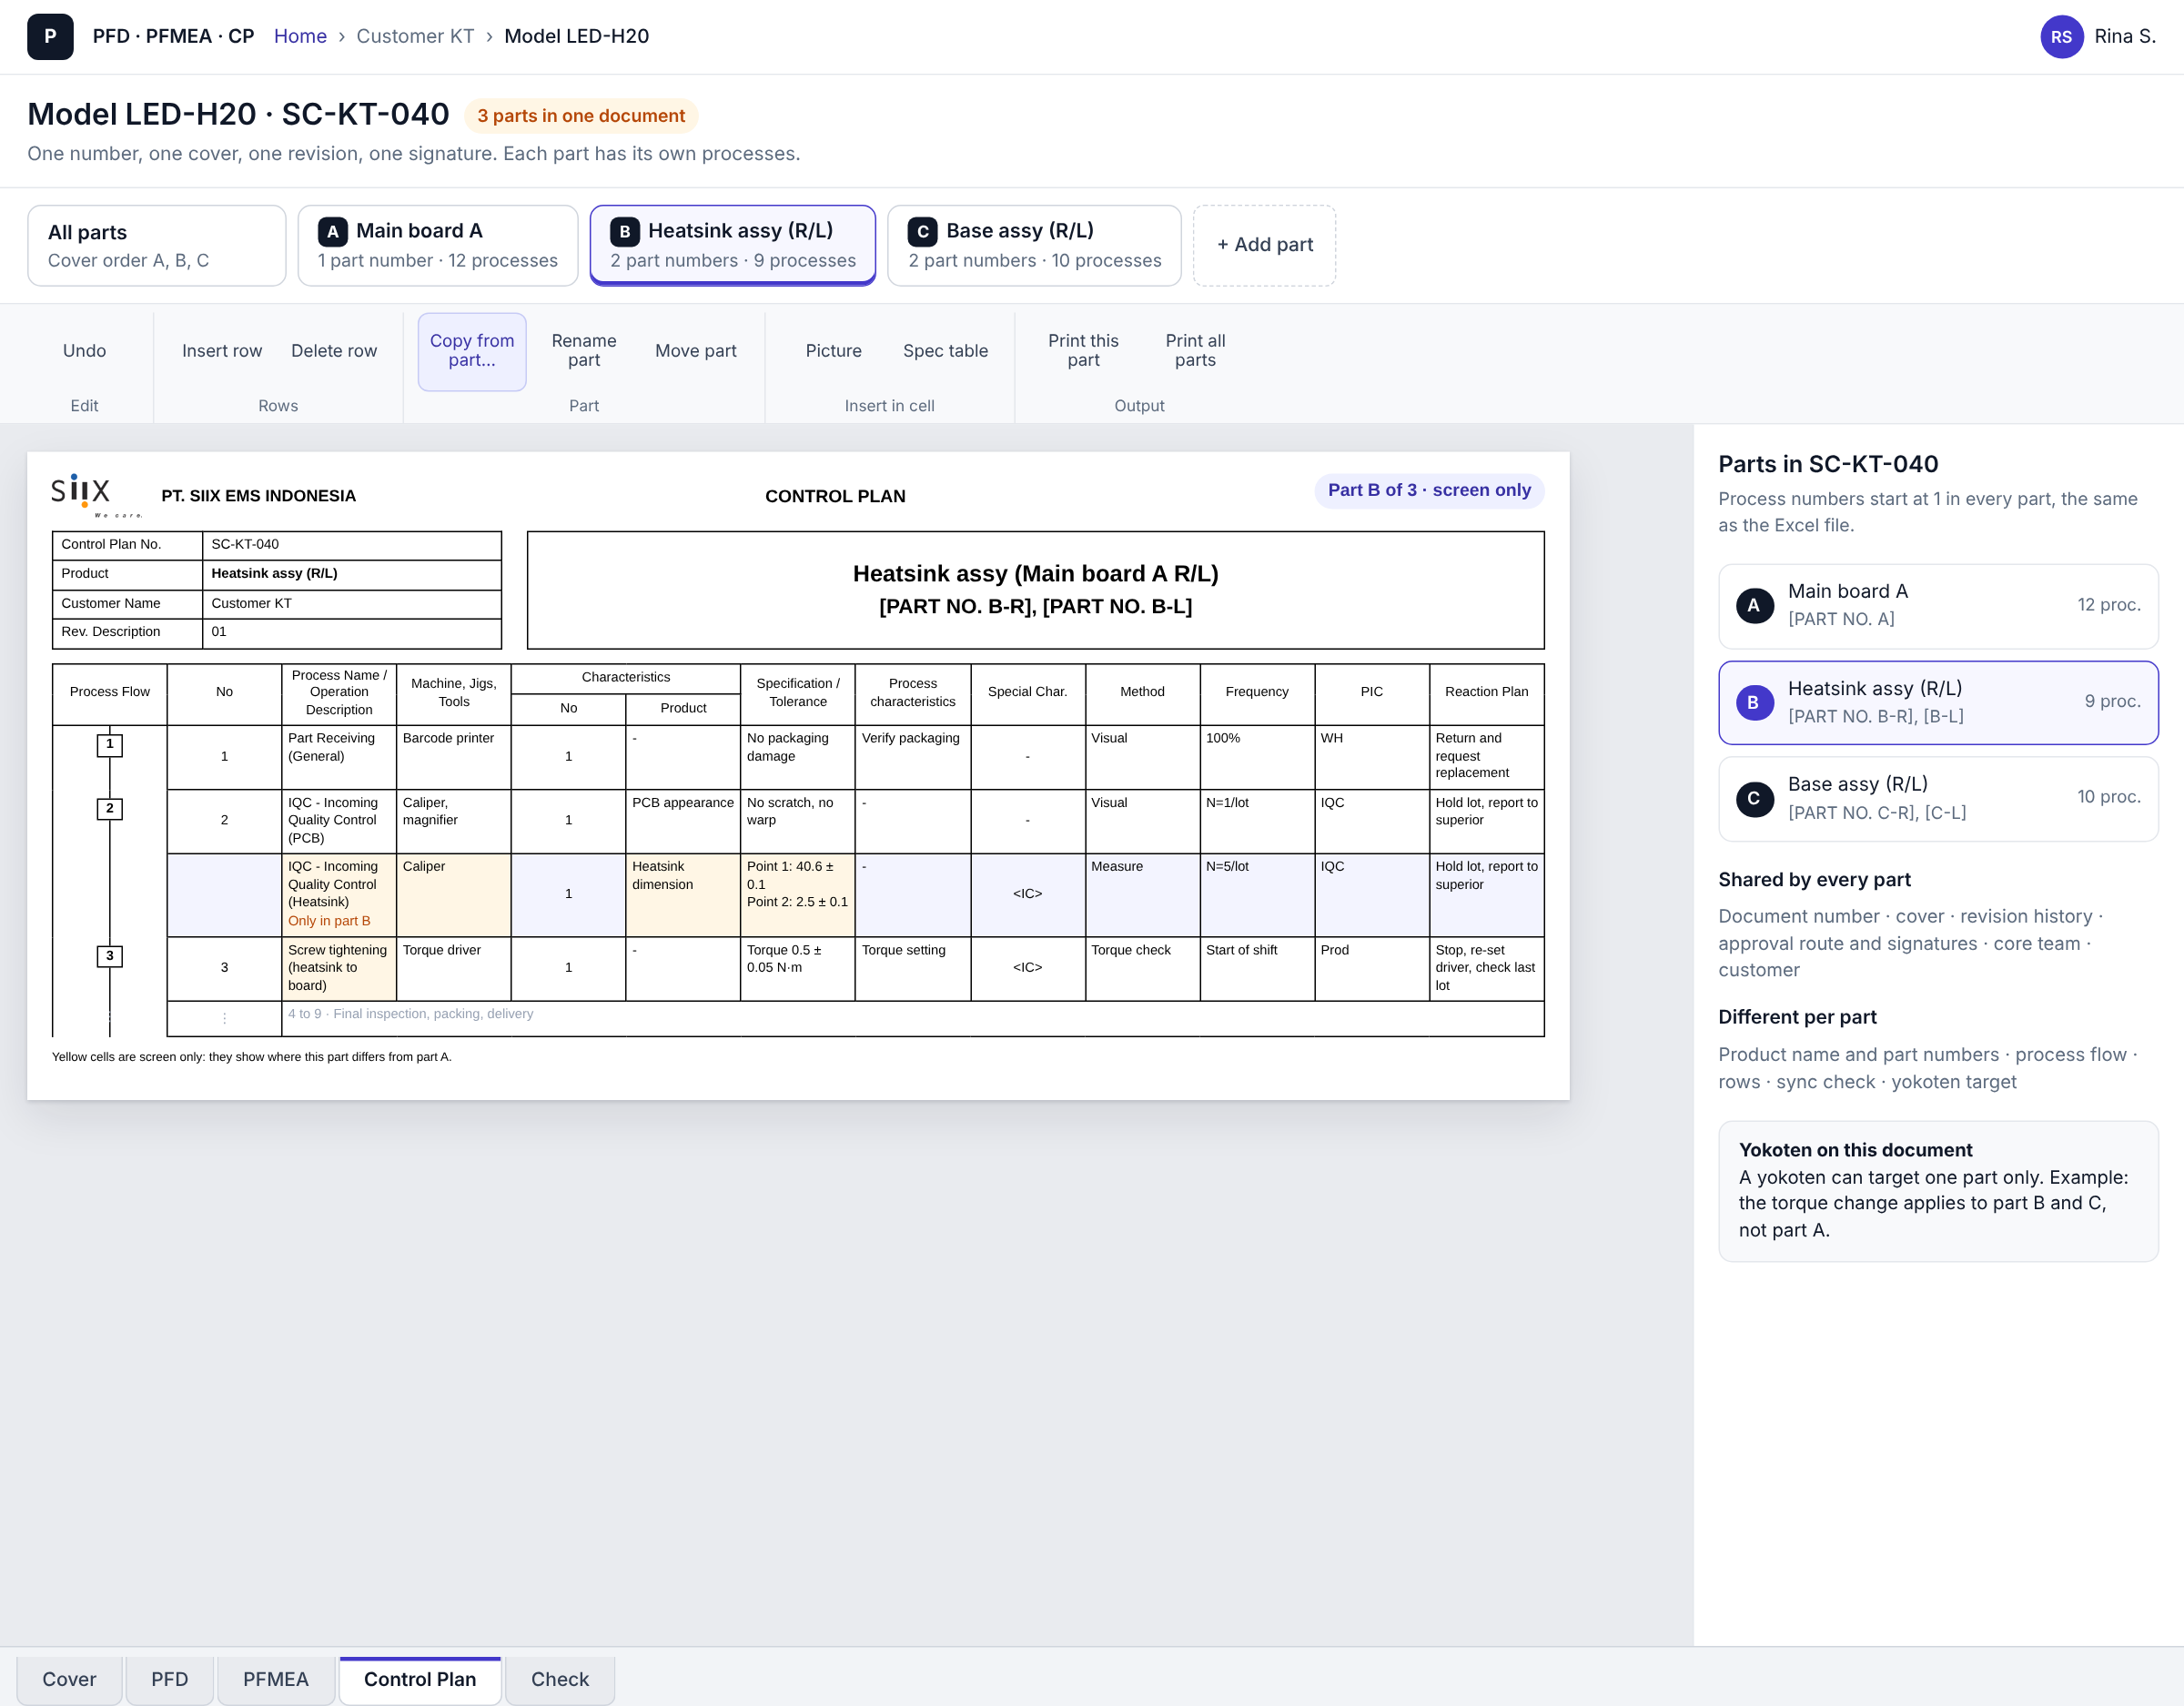 P PFD · PFMEA · CP Home › Customer KT › Model LED-H20 RS Rina S.
Model LED-H20 · SC-KT-040 3 parts in one document
One number, one cover, one revision, one signature. Each part has its own processes.
All parts
Cover order A, B, C
A Main board A
1 part number · 12 processes
B Heatsink assy (R/L)
2 part numbers · 9 processes
C Base assy (R/L)
2 part numbers · 10 processes
+ Add part
Undo
Edit
Insert row Delete row
Rows
Copy from
part...
Rename
part
Move part
Part
Picture Spec table
Insert in cell
Print this
part
Print all
parts
Output
SiiX
We care.
PT. SIIX EMS INDONESIA
CONTROL PLAN
Part B of 3 · screen only
Control Plan No. SC-KT-040
Product Heatsink assy (R/L)
Customer Name Customer KT
Rev. Description 01
Heatsink assy (Main board A R/L)
[PART NO. B-R], [PART NO. B-L]
Process Flow
No
Process Name /
Operation
Description
Machine, Jigs,
Tools
Characteristics
No
Product
Specification /
Tolerance
Process
characteristics
Special Char.
Method
Frequency
PIC
Reaction Plan
1
1
Part Receiving
(General)
Barcode printer
1
-
No packaging
damage
Verify packaging
-
Visual
100%
WH
Return and
request
replacement
2
2
IQC - Incoming
Quality Control
(PCB)
Caliper,
magnifier
1
PCB appearance
No scratch, no
warp
-
-
Visual
N=1/lot
IQC
Hold lot, report to
superior
IQC - Incoming
Quality Control
(Heatsink)
Only in part B
Caliper
1
Heatsink
dimension
Point 1: 40.6 ±
0.1
Point 2: 2.5 ± 0.1
-
<IC>
Measure
N=5/lot
IQC
Hold lot, report to
superior
3
3
Screw tightening
(heatsink to
board)
Torque driver
1
-
Torque 0.5 ±
0.05 N·m
Torque setting
<IC>
Torque check
Start of shift
Prod
Stop, re-set
driver, check last
lot
⋮
4 to 9 · Final inspection, packing, delivery
Yellow cells are screen only: they show where this part differs from part A.
Parts in SC-KT-040
Process numbers start at 1 in every part, the same
as the Excel file.
A
Main board A
[PART NO. A]
12 proc.
B
Heatsink assy (R/L)
[PART NO. B-R], [B-L]
9 proc.
C
Base assy (R/L)
[PART NO. C-R], [C-L]
10 proc.
Shared by every part
Document number · cover · revision history ·
approval route and signatures · core team ·
customer
Different per part
Product name and part numbers · process flow ·
rows · sync check · yokoten target
Yokoten on this document
A yokoten can target one part only. Example:
the torque change applies to part B and C,
not part A.
Cover PFD PFMEA Control Plan Check